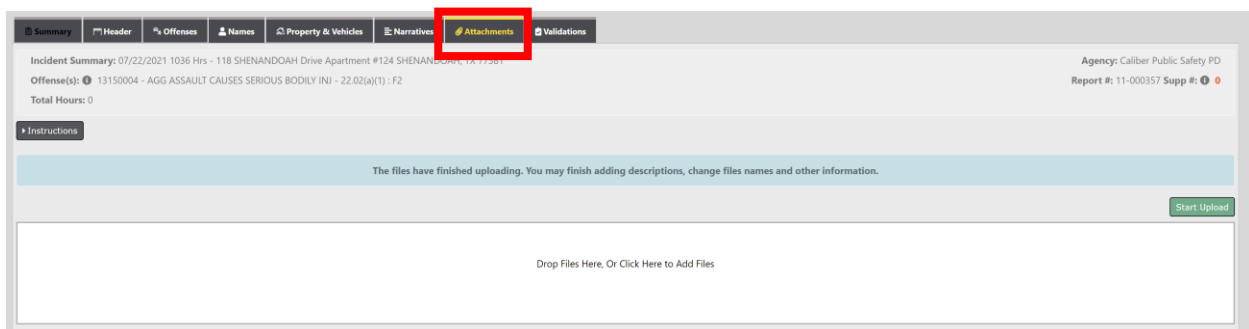 Summary Header Offenses Names Property & Vehicles Narratives Attachments Validations
Incident Summary: 07/22/2021 1036 Hrs - 118 SHENANDOAH Drive Apartment #124 SHENANDOAH, TX 77381
Agency: Caliber Public Safety PD
Offense(s): 13150004 - AGG ASSAULT CAUSES SERIOUS BODILY INJ - 22.02(a)(1) : F2
Report #: 11-000357 Supp #: 0
Total Hours: 0
Instructions
The files have finished uploading. You may finish adding descriptions, change files names and other information.
Start Upload
Drop Files Here, Or Click Here to Add Files